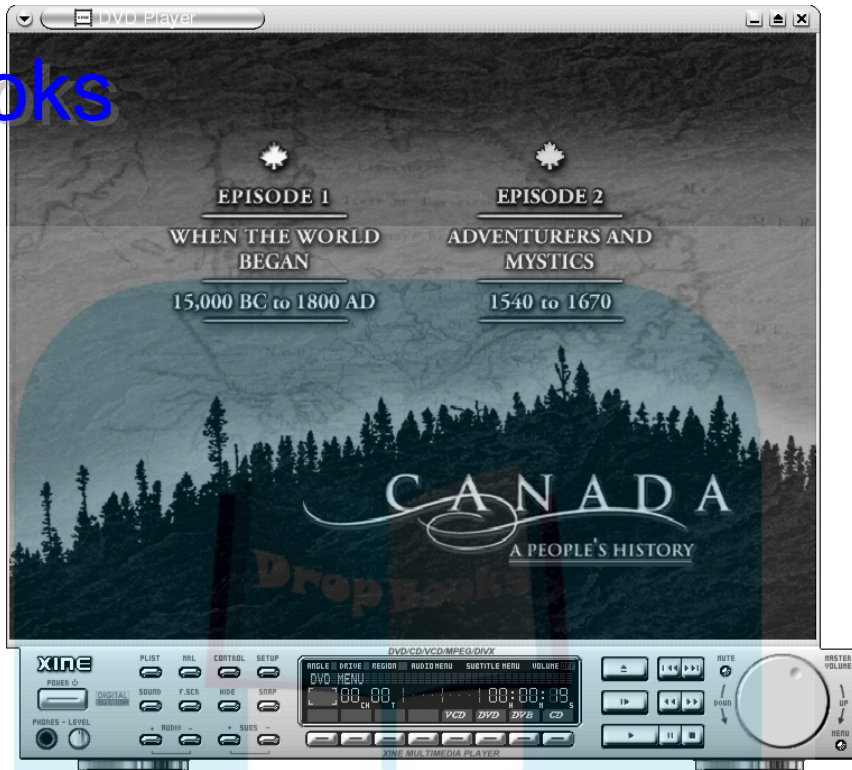 DVD Player
oks
EPISODE 1
WHEN THE WORLD
BEGAN
15,000 BC to 1800 AD
EPISODE 2
ADVENTURERS AND
MYSTICS
1540 to 1670
CANADA
A PEOPLE'S HISTORY
DropBooks
DVD/CD/VCD/MPEG/DIVX
XINE
POWER
DIGITAL
PHONES - LEVEL
PLIST MRL CONTROL SETUP
SOUND F.SCR HIDE SNAP
- AUDIO + + SUBS -
ANGLE DRIVE REGION AUDIO MENU SUBTITLE MENU VOLUME
DVD MENU
00 00 00:00:19
CH T H M S
VCD DVD DVB CD
XINE MULTIMEDIA PLAYER
MUTE
MASTER
VOLUME
DOWN
UP
MENU